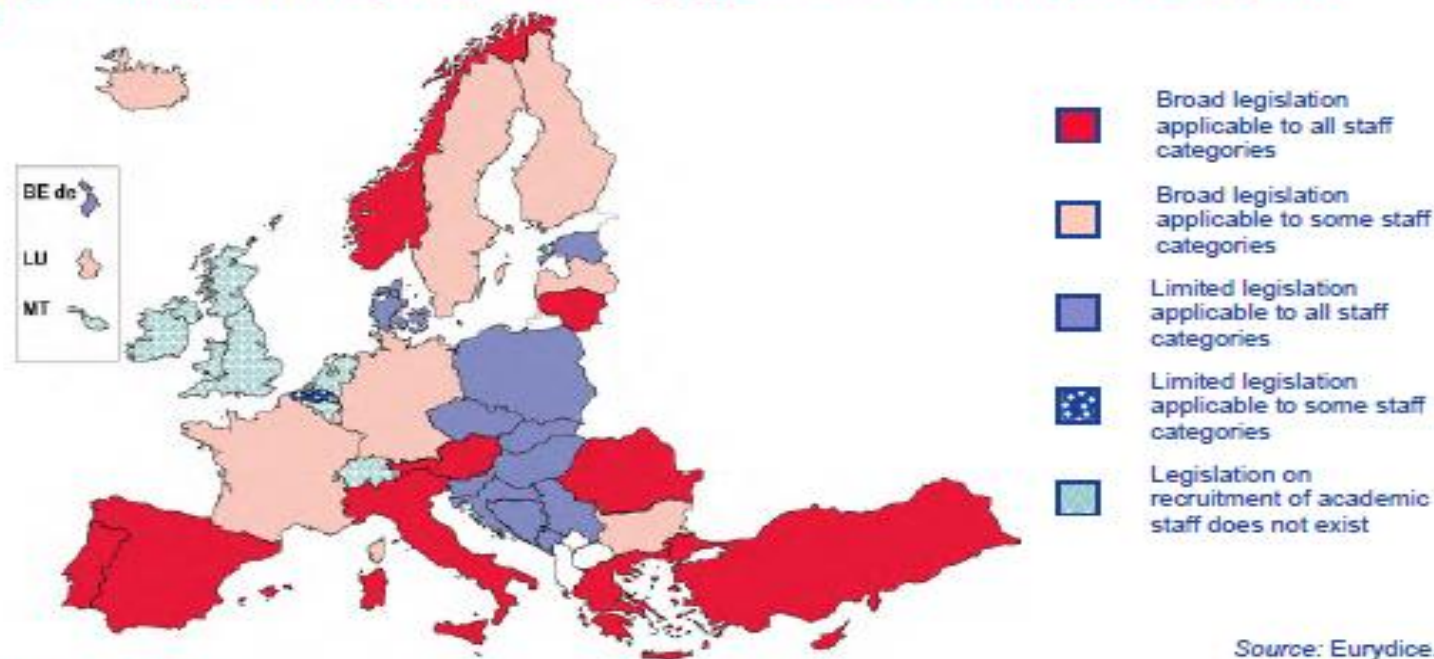 BE de
LU
MT
Broad legislation
applicable to all staff
categories
Broad legislation
applicable to some staff
categories
Limited legislation
applicable to all staff
categories
Limited legislation
applicable to some staff
categories
Legislation on
recruitment of academic
staff does not exist
Source: Eurydice.